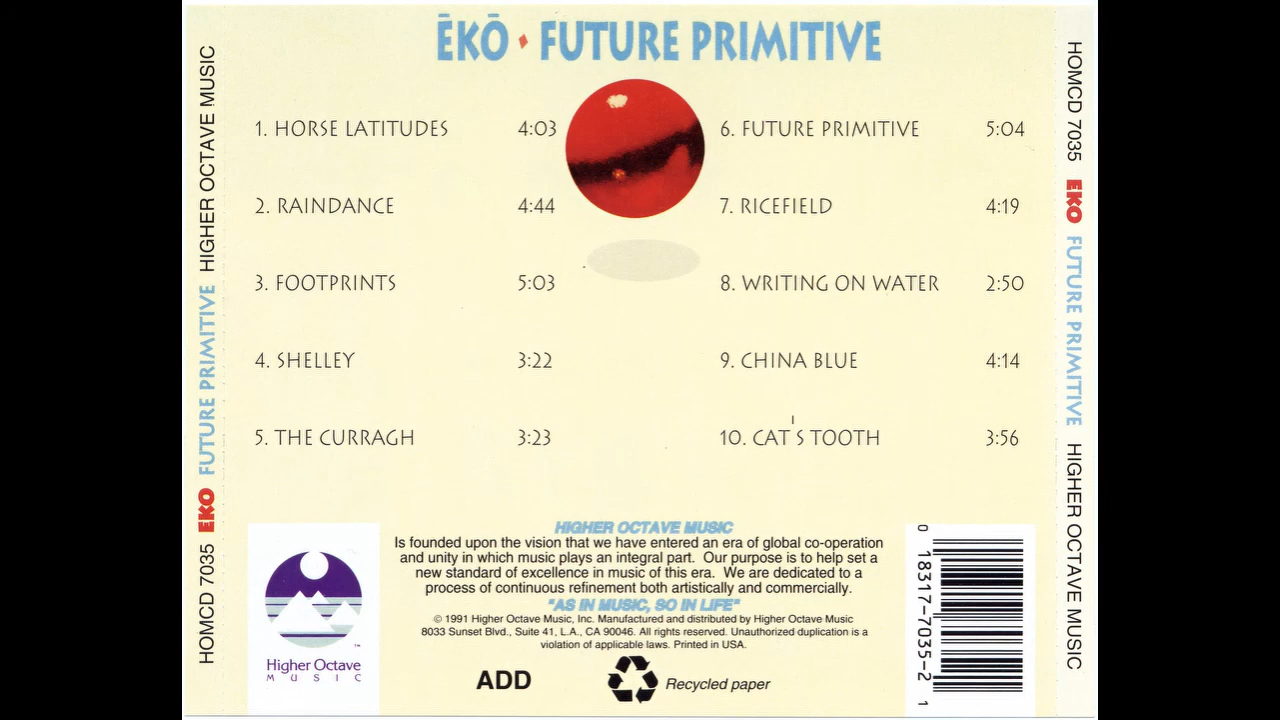 ĒKŌ ♦ FUTURE PRIMITIVE
1. HORSE LATITUDES 4:03
2. RAINDANCE 4:44
3. FOOTPRINTS 5:03
4. SHELLEY 3:22
5. THE CURRAGH 3:23
6. FUTURE PRIMITIVE 5:04
7. RICEFIELD 4:19
8. WRITING ON WATER 2:50
9. CHINA BLUE 4:14
10. CAT'S TOOTH 3:56
HOMCD 7035 EKO FUTURE PRIMITIVE HIGHER OCTAVE MUSIC
HOMCD 7035 EKO FUTURE PRIMITIVE HIGHER OCTAVE MUSIC
Higher Octave
MUSIC
™
HIGHER OCTAVE MUSIC
Is founded upon the vision that we have entered an era of global co-operation
and unity in which music plays an integral part. Our purpose is to help set a
new standard of excellence in music of this era. We are dedicated to a
process of continuous refinement both artistically and commercially.
"AS IN MUSIC, SO IN LIFE"
© 1991 Higher Octave Music, Inc. Manufactured and distributed by Higher Octave Music
8033 Sunset Blvd., Suite 41, L.A., CA 90046. All rights reserved. Unauthorized duplication is a
violation of applicable laws. Printed in USA.
ADD
Recycled paper
0 18317-7035-2 1